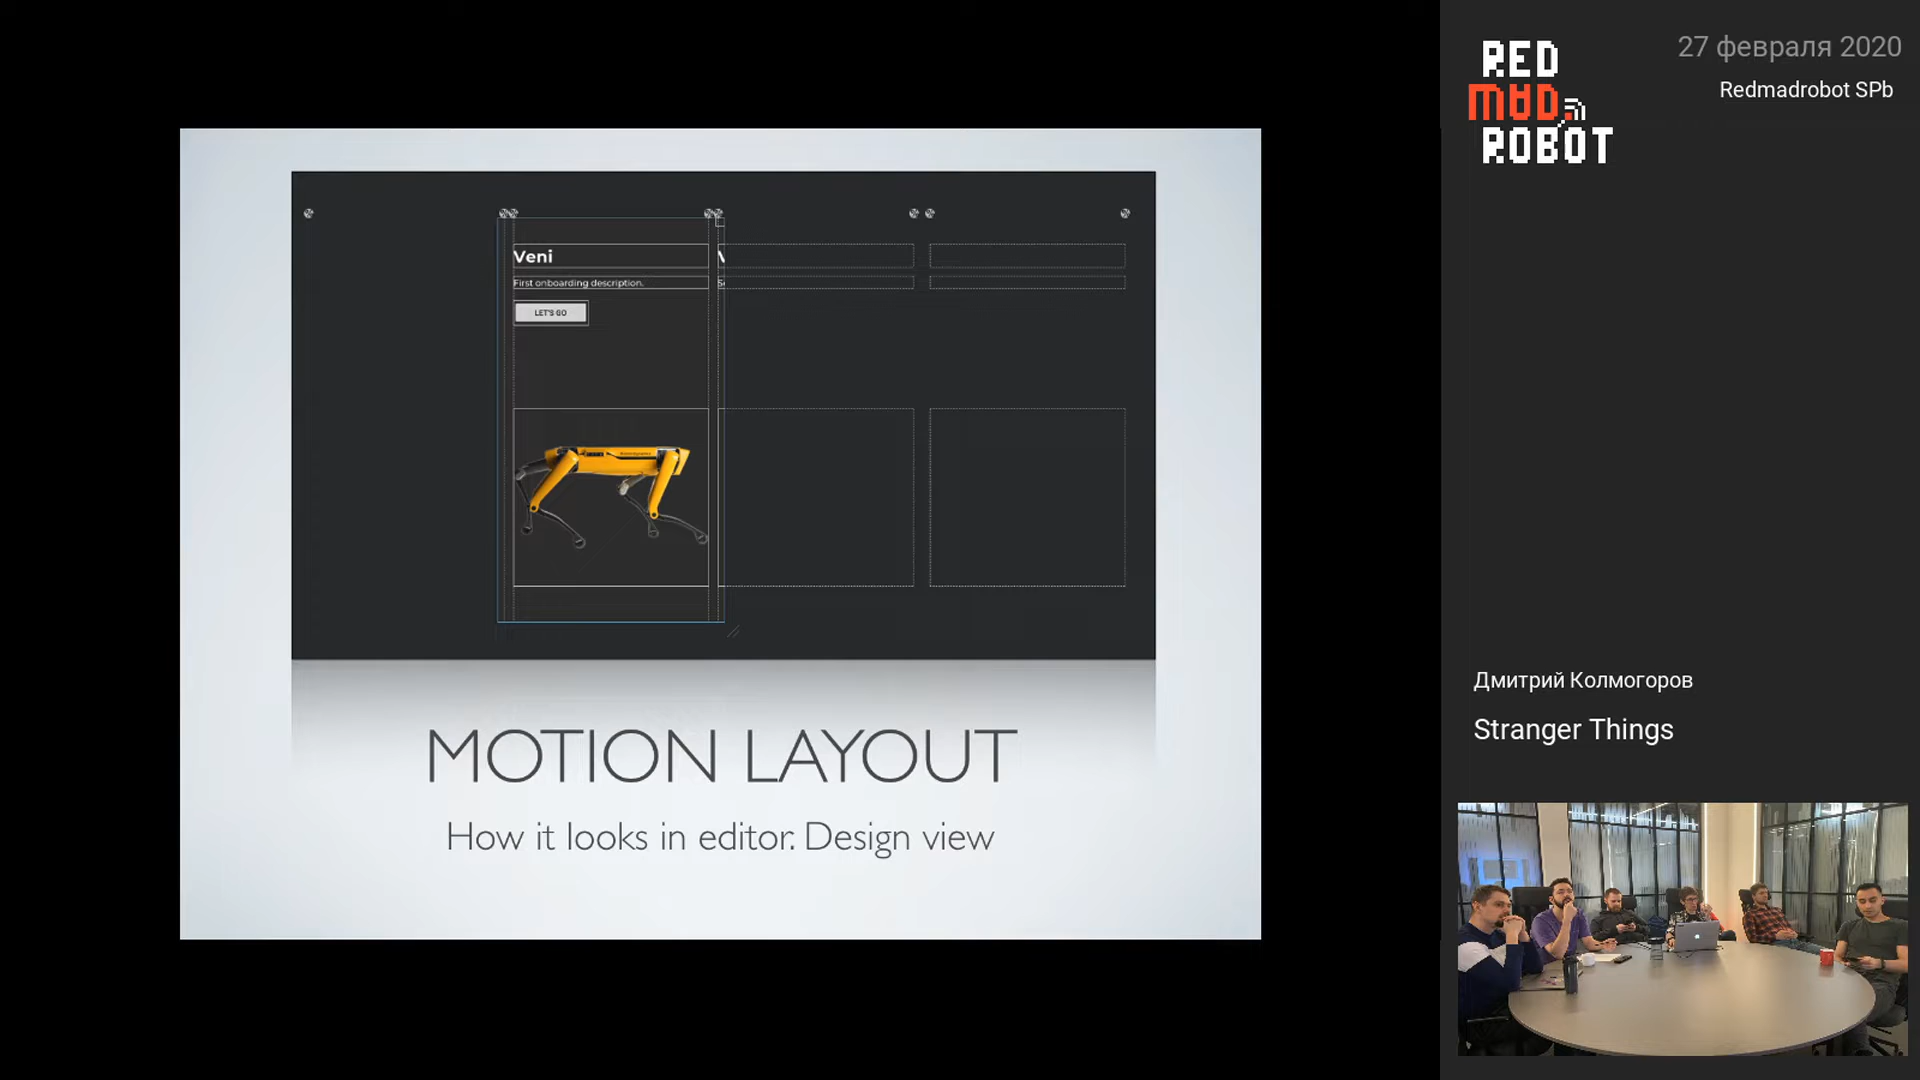 RED
MAD.
ROBOT
27 февраля 2020
Redmadrobot SPb
Veni
V
First onboarding description.
LET'S GO
MOTION LAYOUT
How it looks in editor. Design view
Дмитрий Колмогоров
Stranger Things